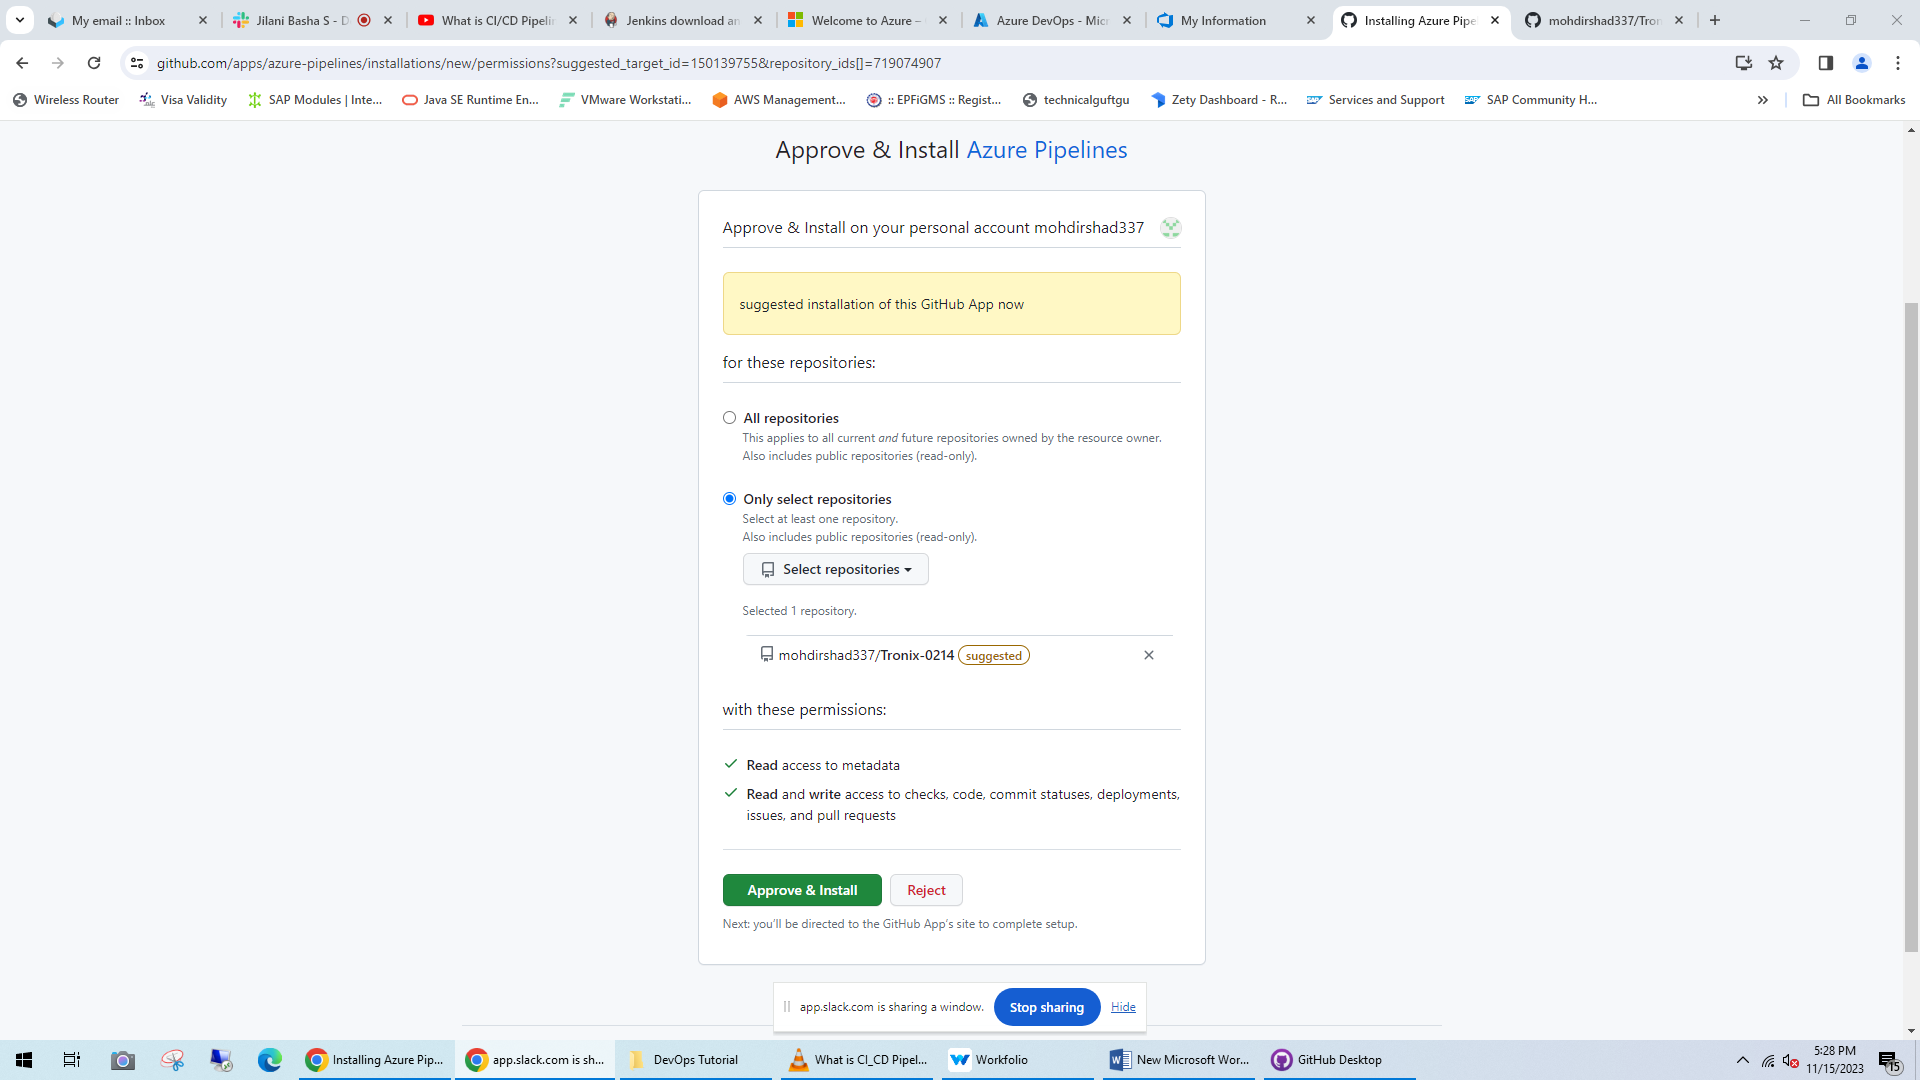 My email :: Inbox
Jilani Basha S - D
What is CI/CD Pipelin
Jenkins download an
Welcome to Azure –
Azure DevOps - Micr
My Information
Installing Azure Pipe
mohdirshad337/Tron
github.com/apps/azure-pipelines/installations/new/permissions?suggested_target_id=150139755&repository_ids[]=719074907
Wireless Router
Visa Validity
SAP Modules | Inte...
Java SE Runtime En...
VMware Workstati...
AWS Management...
:: EPFiGMS :: Regist...
technicalguftgu
Zety Dashboard - R...
Services and Support
SAP Community H...
All Bookmarks
Approve & Install Azure Pipelines
Approve & Install on your personal account mohdirshad337
suggested installation of this GitHub App now
for these repositories:
All repositories
This applies to all current and future repositories owned by the resource owner.
Also includes public repositories (read-only).
Only select repositories
Select at least one repository.
Also includes public repositories (read-only).
Select repositories
Selected 1 repository.
mohdirshad337/Tronix-0214 suggested
with these permissions:
Read access to metadata
Read and write access to checks, code, commit statuses, deployments,
issues, and pull requests
Approve & Install
Reject
Next: you'll be directed to the GitHub App's site to complete setup.
app.slack.com is sharing a window.
Stop sharing
Hide
Installing Azure Pip...
app.slack.com is sh...
DevOps Tutorial
What is CI_CD Pipel...
Workfolio
New Microsoft Wor...
GitHub Desktop
5:28 PM
11/15/2023
15